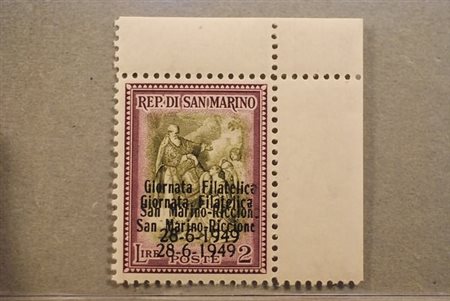 REP. DI SAN MARINO
Giornata Filatelica
Giornata Filatelica
San Marino-Riccion
San Marino-Riccione
28-6-1949
28-6-1949
LIRE POSTE 2